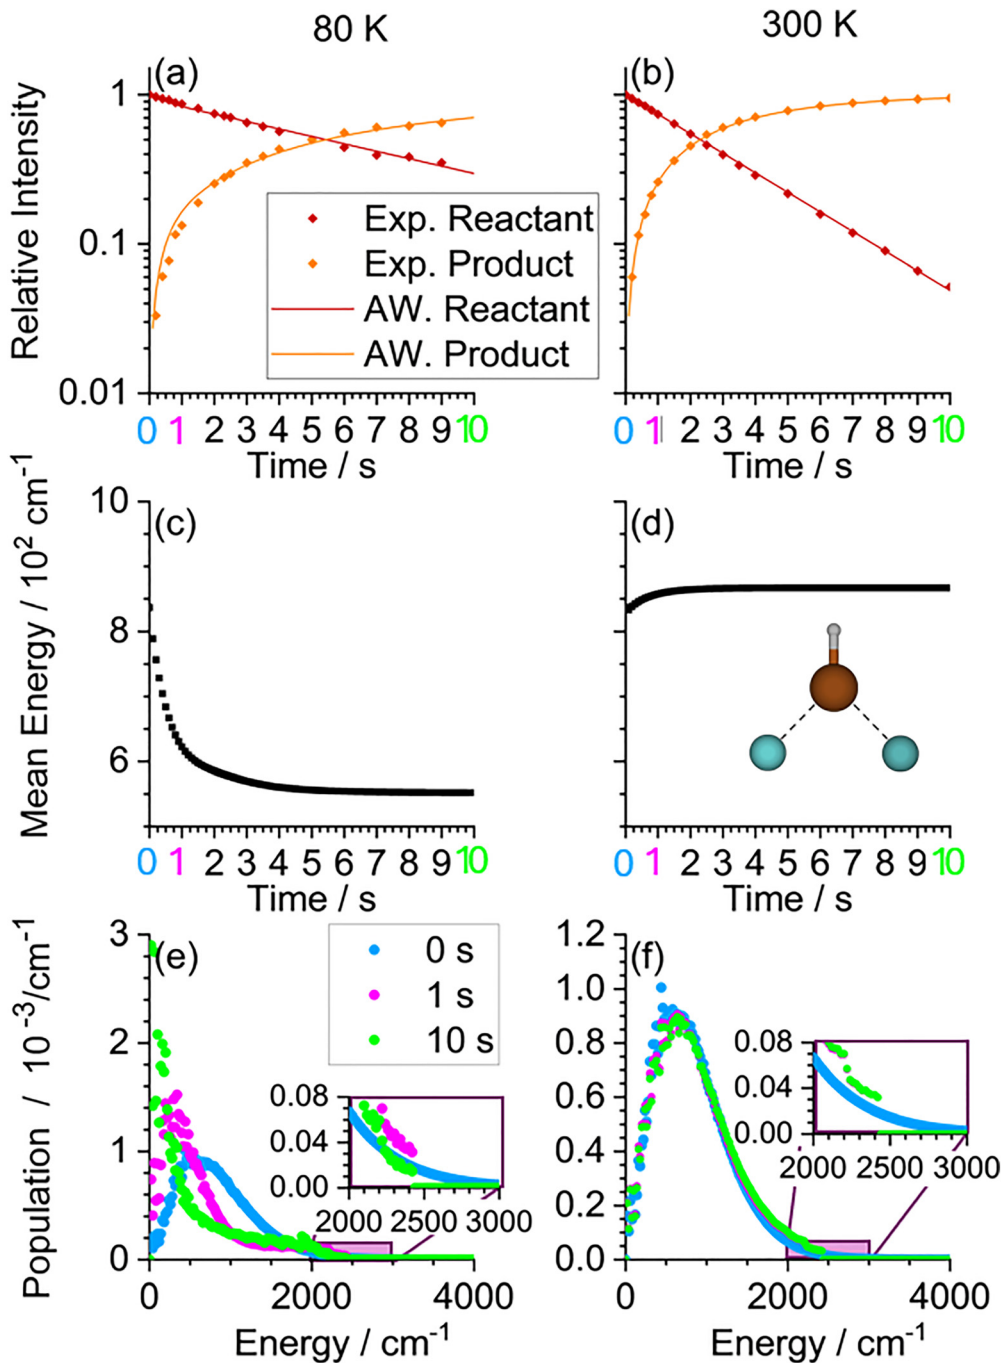 80 K
300 K
(a)
(b)
Relative Intensity
1
0.1
0.01
Exp. Reactant
Exp. Product
AW. Reactant
AW. Product
0 1 2 3 4 5 6 7 8 9 10
0 1 2 3 4 5 6 7 8 9 10
Time / s
Time / s
(c)
(d)
Mean Energy / 10² cm⁻¹
10
8
6
0 1 2 3 4 5 6 7 8 9 10
0 1 2 3 4 5 6 7 8 9 10
Time / s
Time / s
(e)
(f)
Population / 10⁻³/cm⁻¹
3
2
1
0
0 s
1 s
10 s
0.08
0.04
0.00
2000 2400 3000
1.2
1.0
0.8
0.6
0.4
0.2
0.0
0.08
0.04
0.00
2000 2400 3000
0 2000 4000
0 2000 4000
Energy / cm⁻¹
Energy / cm⁻¹